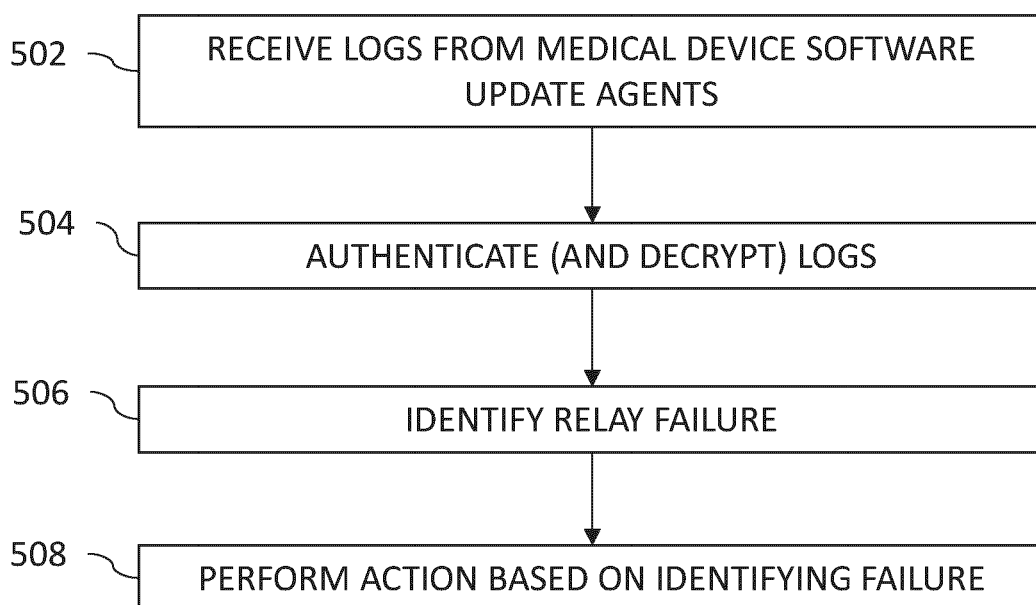 502
RECEIVE LOGS FROM MEDICAL DEVICE SOFTWARE
UPDATE AGENTS
504
AUTHENTICATE (AND DECRYPT) LOGS
506
IDENTIFY RELAY FAILURE
508
PERFORM ACTION BASED ON IDENTIFYING FAILURE